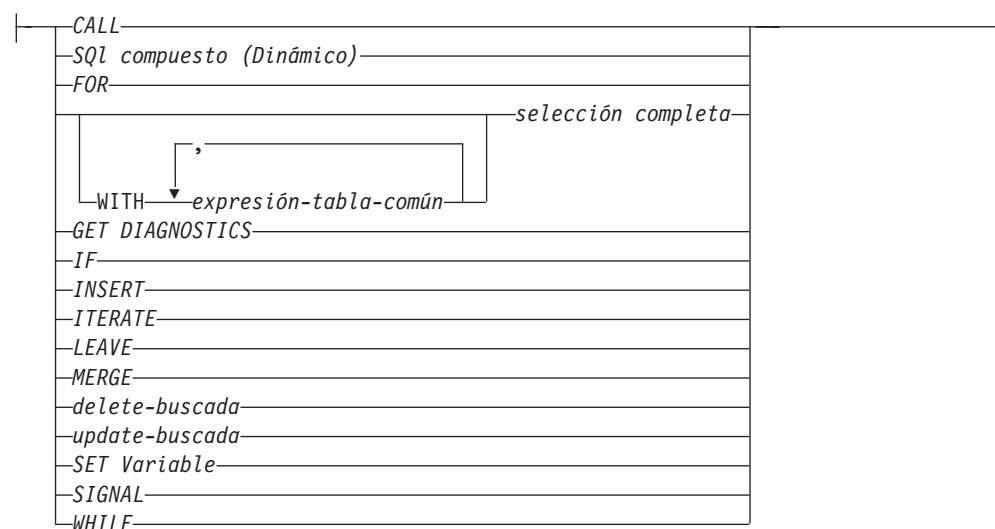 CALL
SQl compuesto (Dinámico)
FOR
selección completa
,
WITH expresión-tabla-común
GET DIAGNOSTICS
IF
INSERT
ITERATE
LEAVE
MERGE
delete-buscada
update-buscada
SET Variable
SIGNAL
WHILE